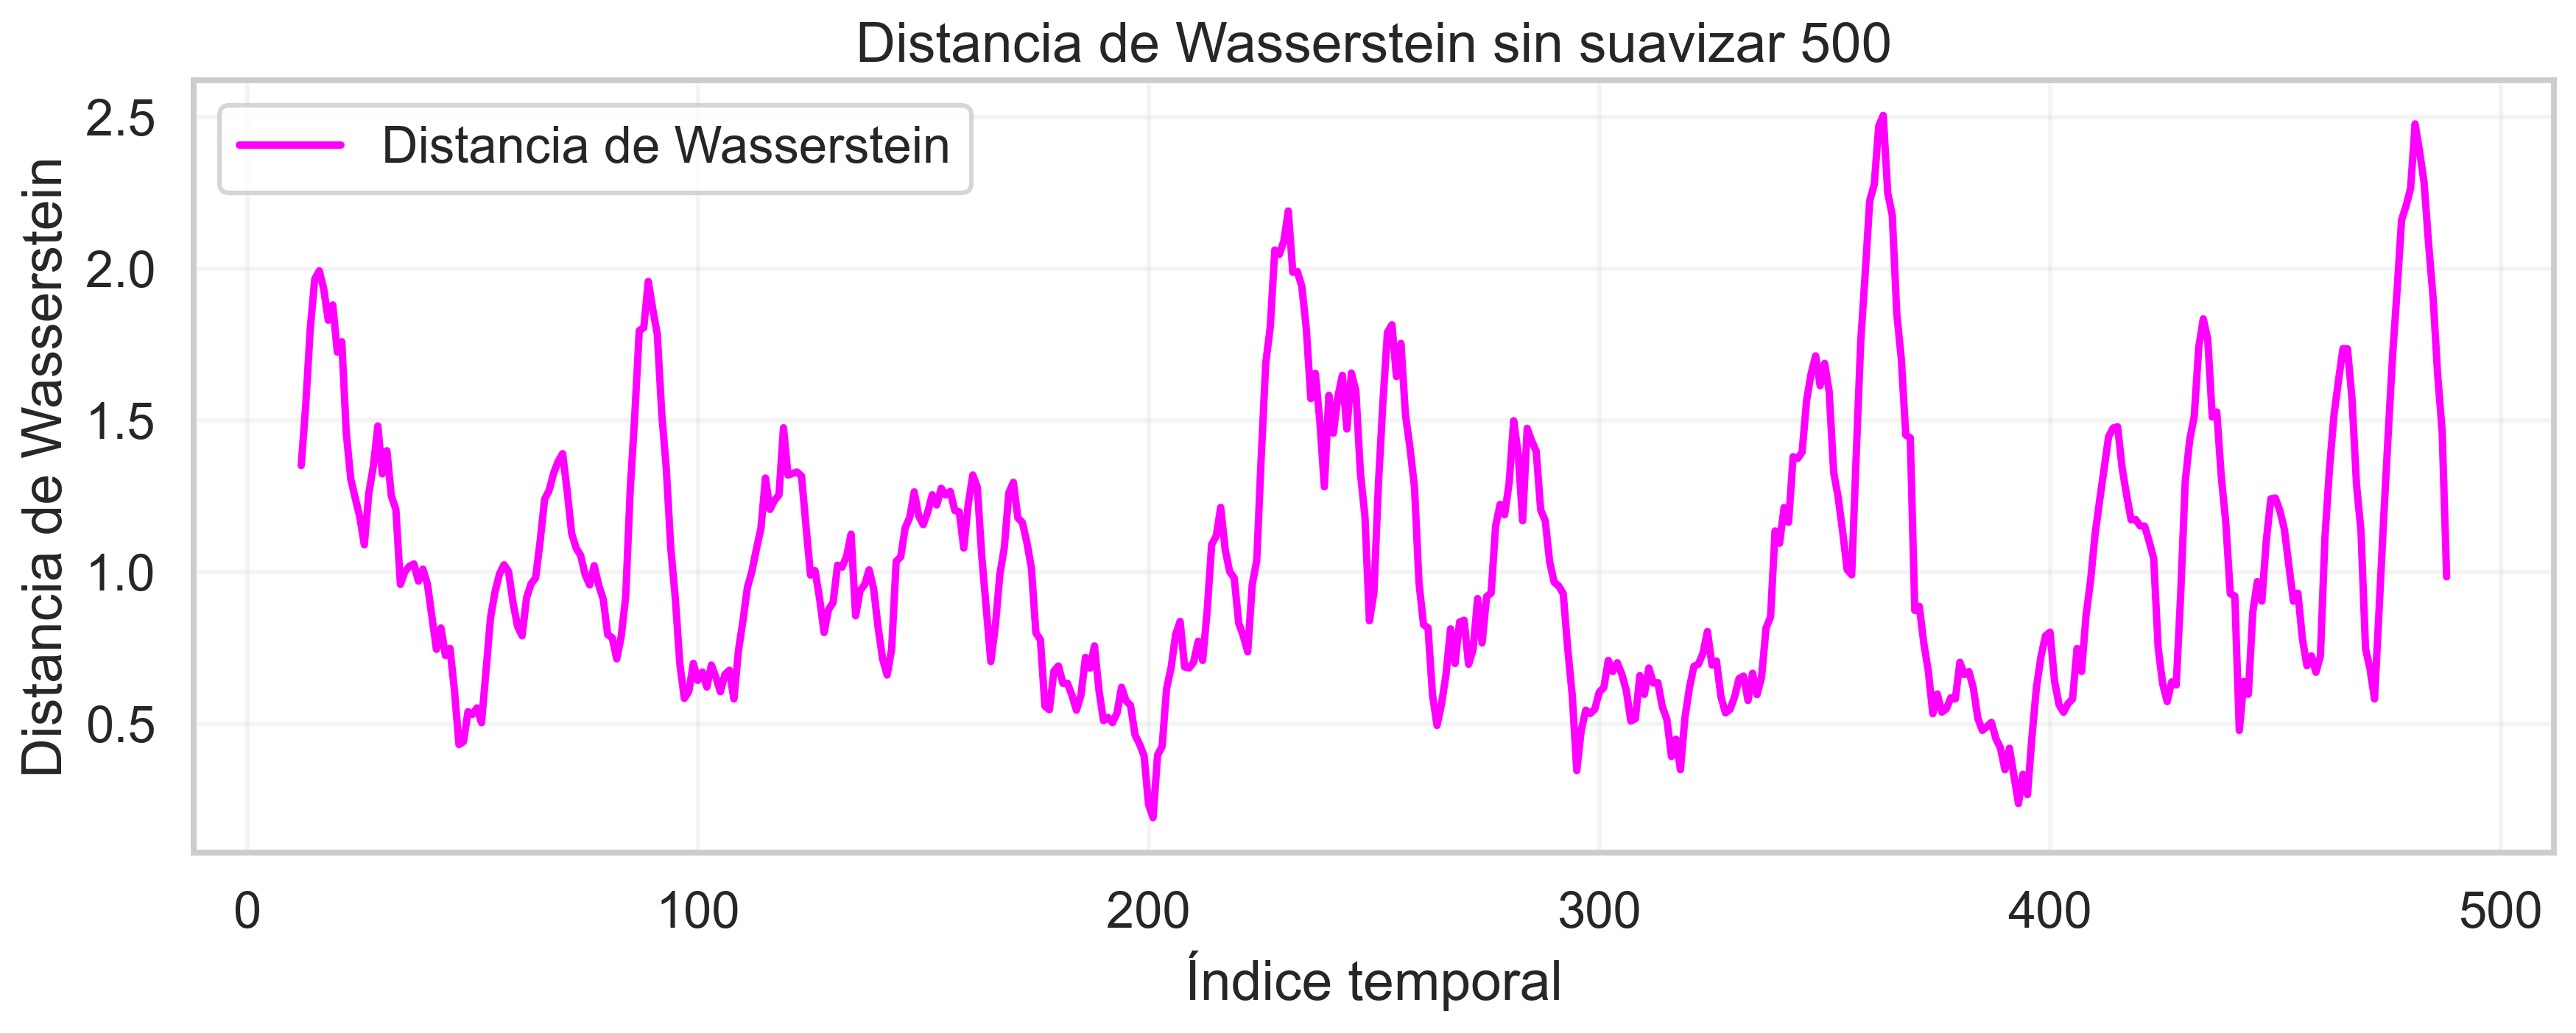 Distancia de Wasserstein sin suavizar 500
Distancia de Wasserstein
Distancia de Wasserstein
2.5
2.0
1.5
1.0
0.5
0 100 200 300 400 500
Índice temporal